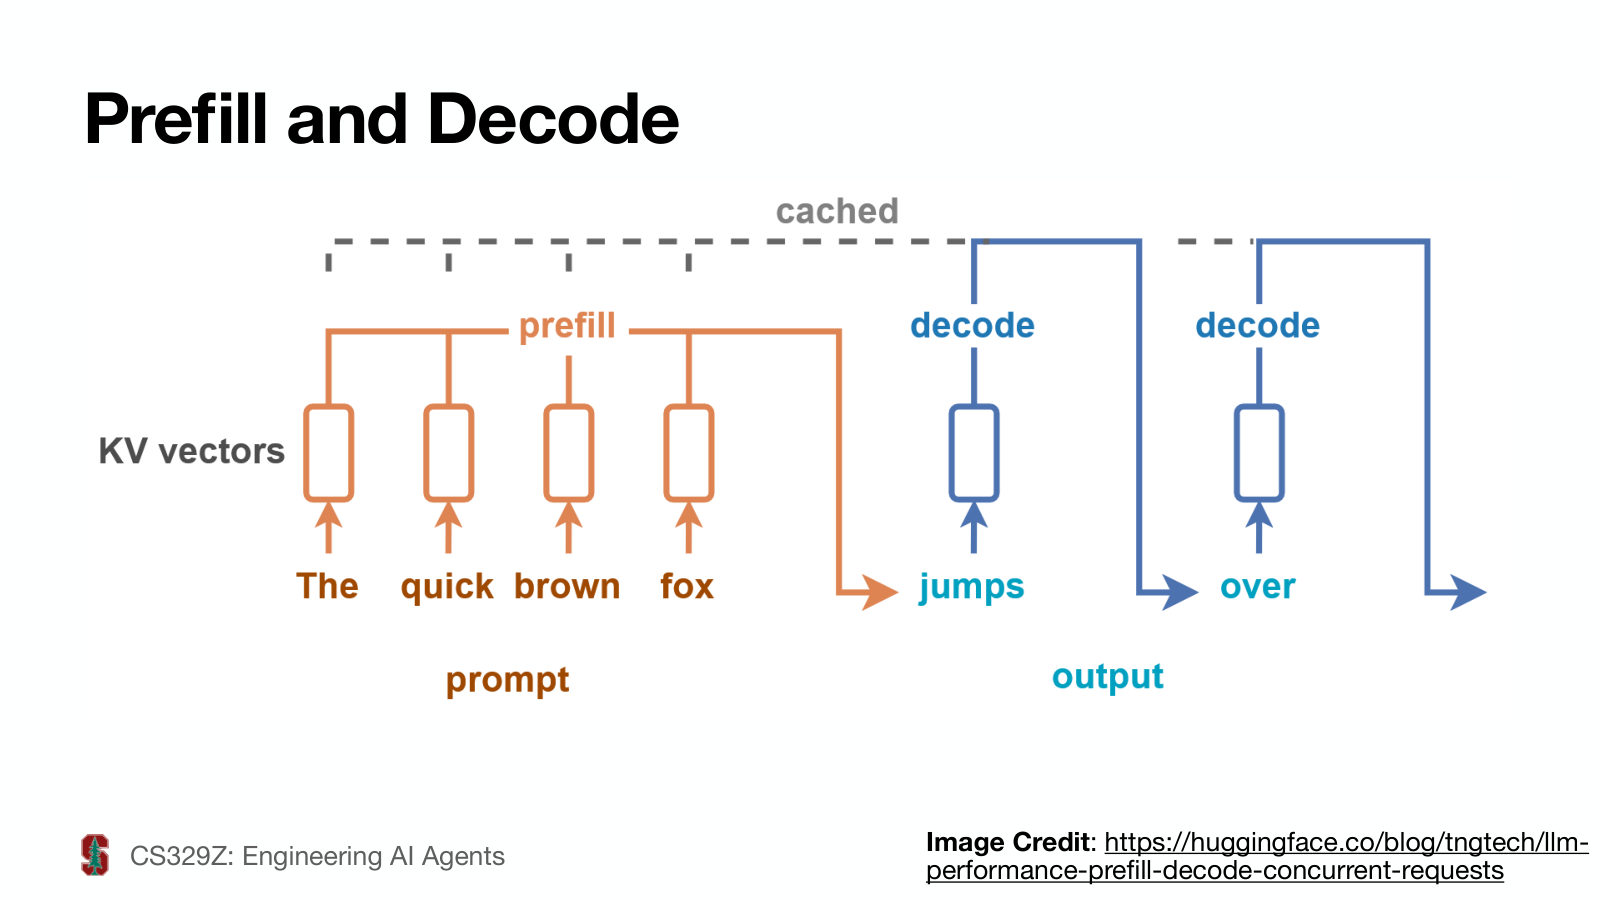 Prefill and Decode
cached
prefill
decode
decode
KV vectors
The quick brown fox jumps over
prompt
output
CS329Z: Engineering AI Agents
Image Credit: https://huggingface.co/blog/tngtech/llm-
performance-prefill-decode-concurrent-requests